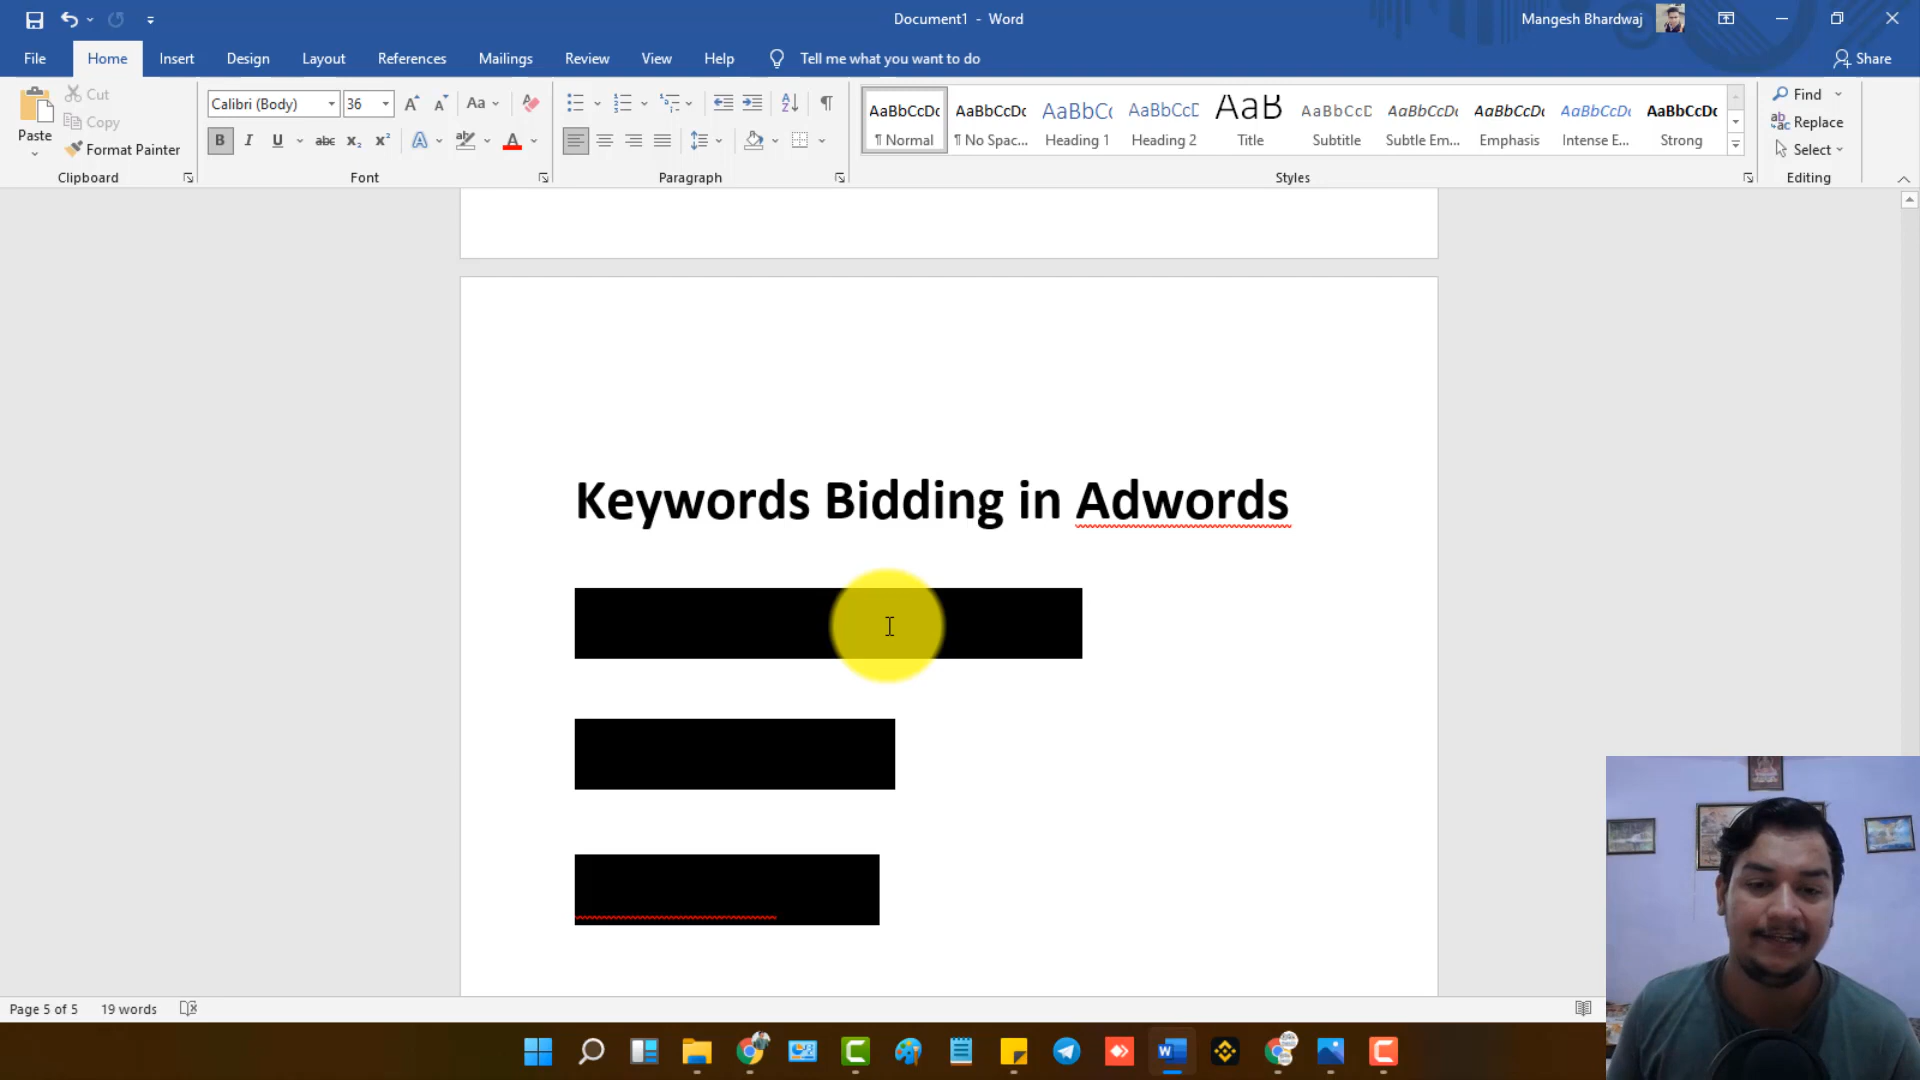 Document1 - Word
Mangesh Bhardwaj
File Home Insert Design Layout References Mailings Review View Help Tell me what you want to do Share
Paste
Cut
Copy
Format Painter
Clipboard
Calibri (Body) 36
Font
Paragraph
AaBbCcDc ¶ Normal
AaBbCcDc ¶ No Spac...
AaBbC Heading 1
AaBbCcD Heading 2
AaB Title
AaBbCcD Subtitle
AaBbCcDc Subtle Em...
AaBbCcDc Emphasis
AaBbCcDc Intense E...
AaBbCcDc Strong
Styles
Find
Replace
Select
Editing
Keywords Bidding in Adwords
Page 5 of 5 19 words